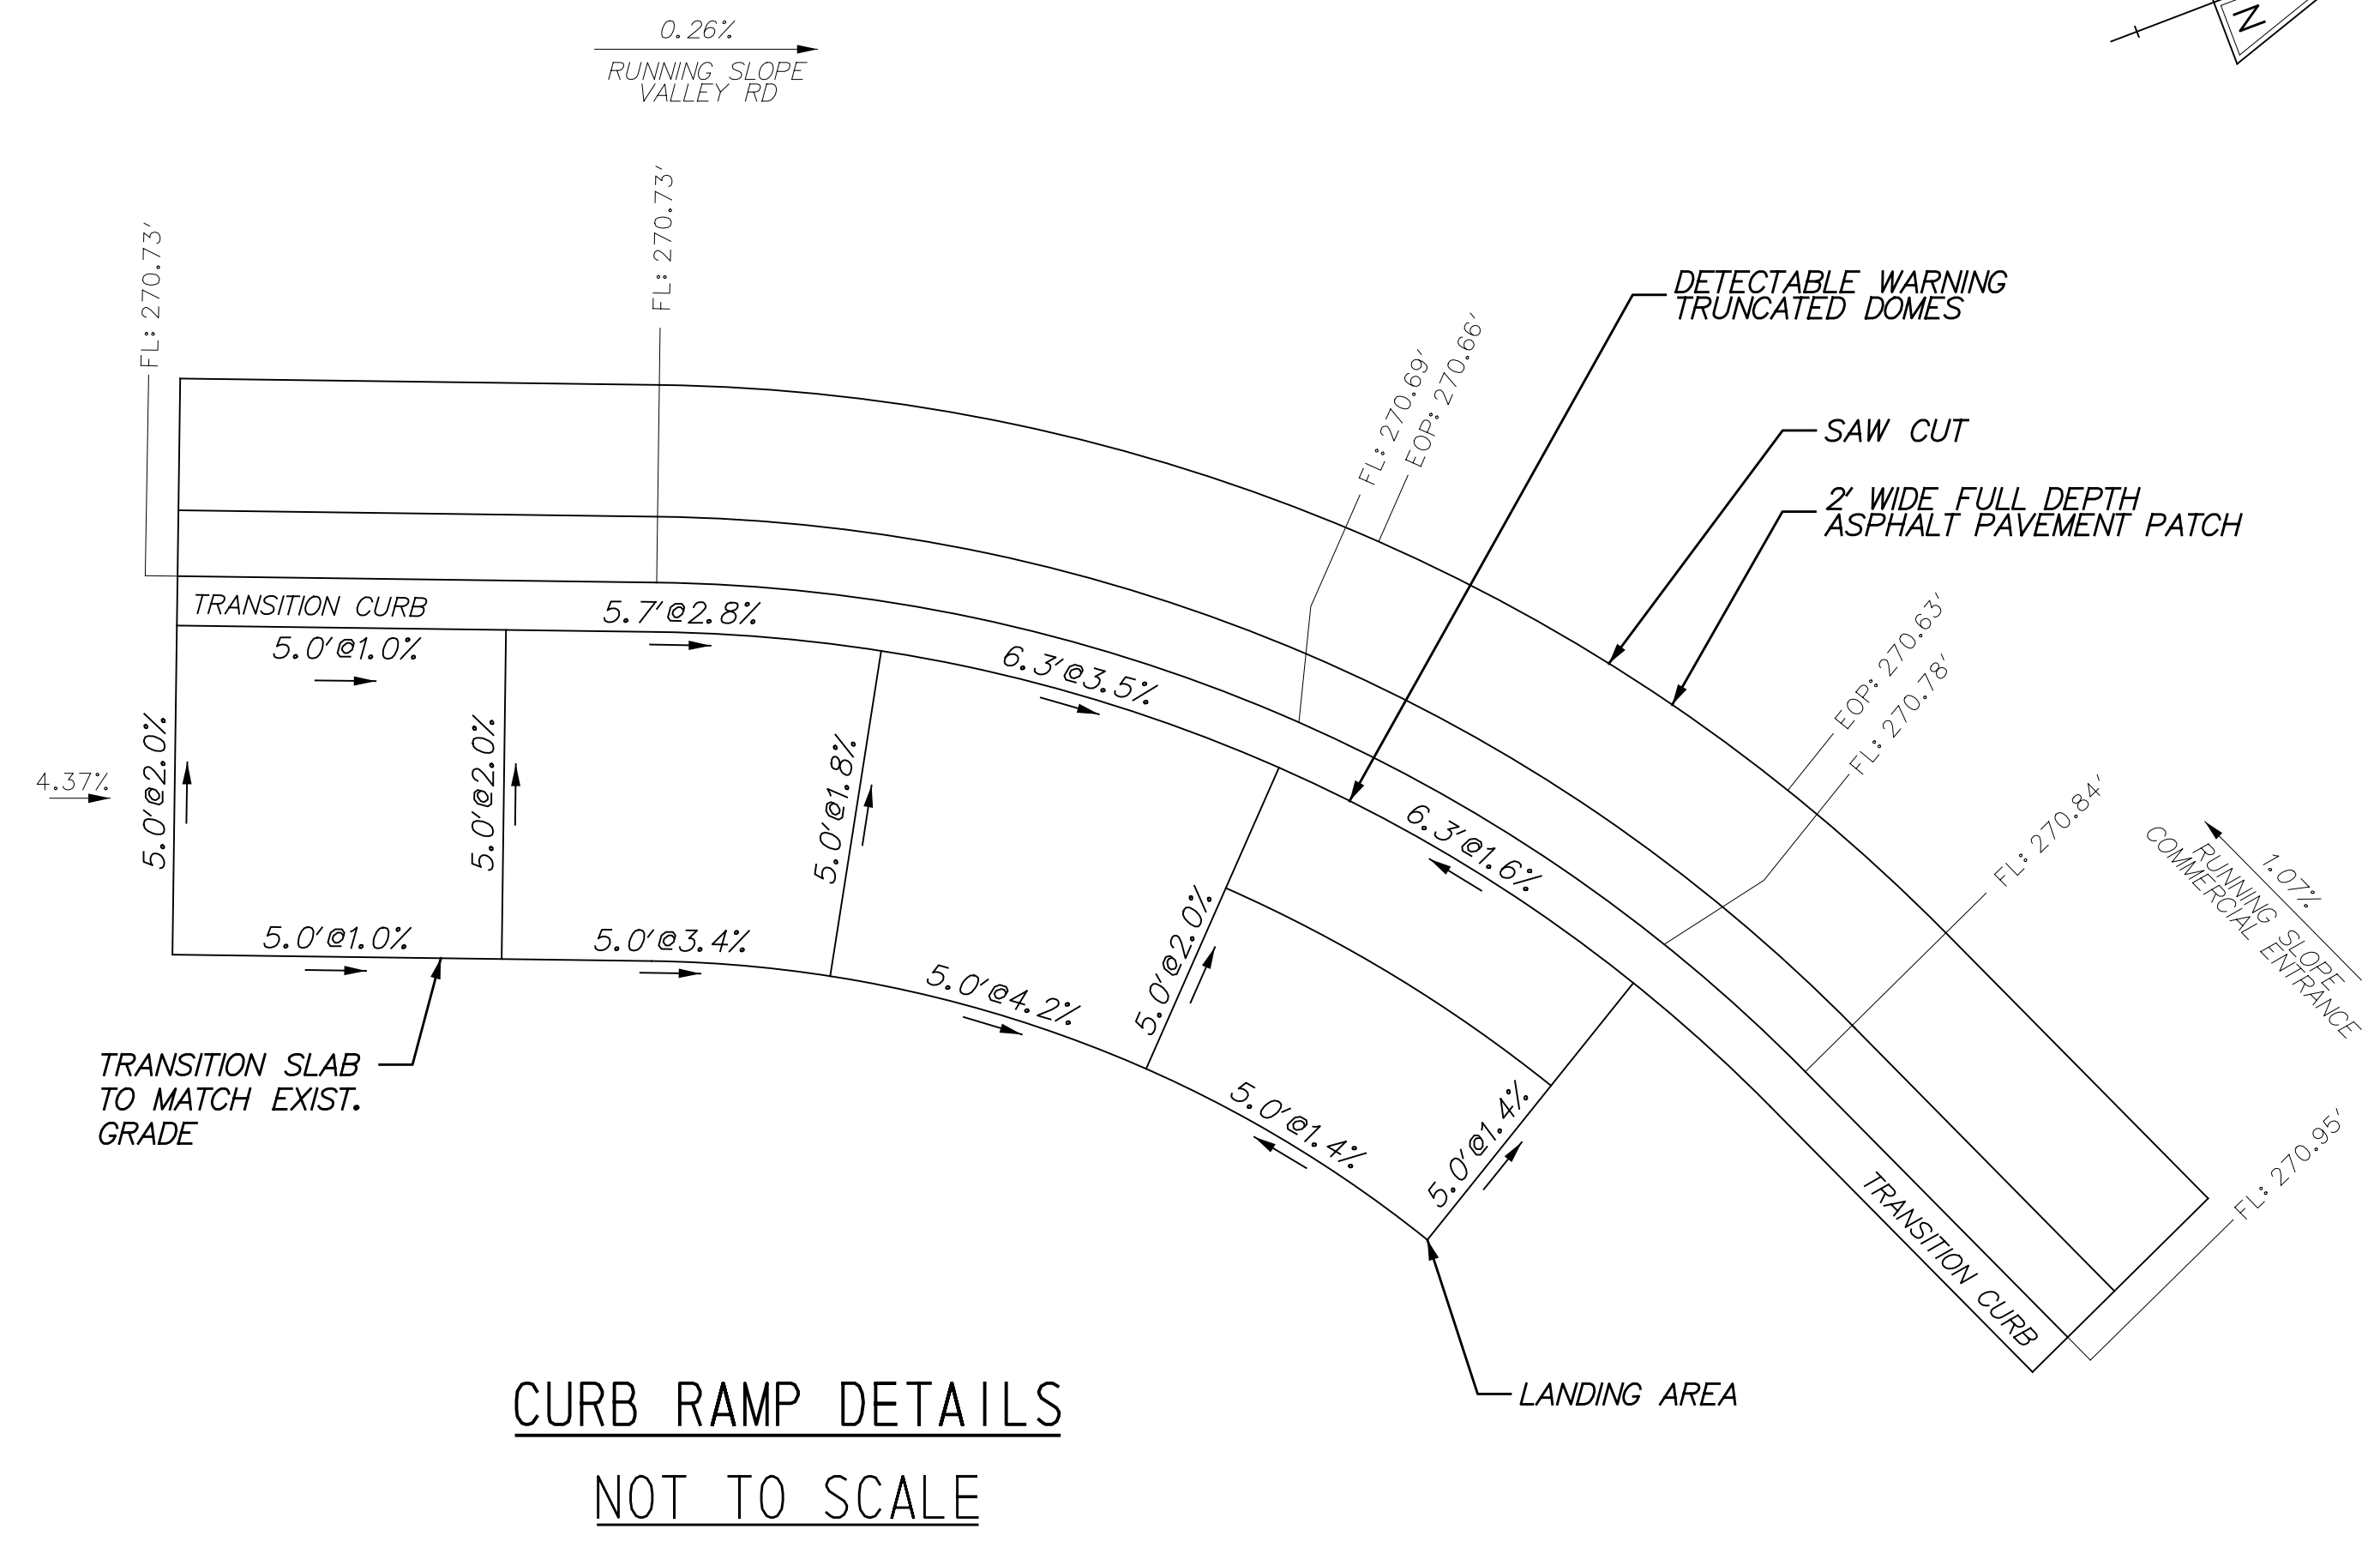 0.26%
RUNNING SLOPE
VALLEY RD
N
FL: 270.73'
FL: 270.73'
FL: 270.69'
EOP: 270.66'
DETECTABLE WARNING
TRUNCATED DOMES
SAW CUT
2' WIDE FULL DEPTH
ASPHALT PAVEMENT PATCH
EOP: 270.63'
FL: 270.78'
FL: 270.84'
1.07%
RUNNING SLOPE
COMMERCIAL ENTRANCE
FL: 270.95'
TRANSITION CURB
5.7'@2.8%
5.0'@1.0%
6.3'@3.5%
6.3'@1.6%
4.37%
5.0'@2.0%
5.0'@2.0%
5.0'@1.8%
5.0'@2.0%
5.0'@1.4%
5.0'@1.0%
5.0'@3.4%
5.0'@4.2%
5.0'@1.4%
TRANSITION SLAB
TO MATCH EXIST.
GRADE
TRANSITION CURB
LANDING AREA
CURB RAMP DETAILS
NOT TO SCALE